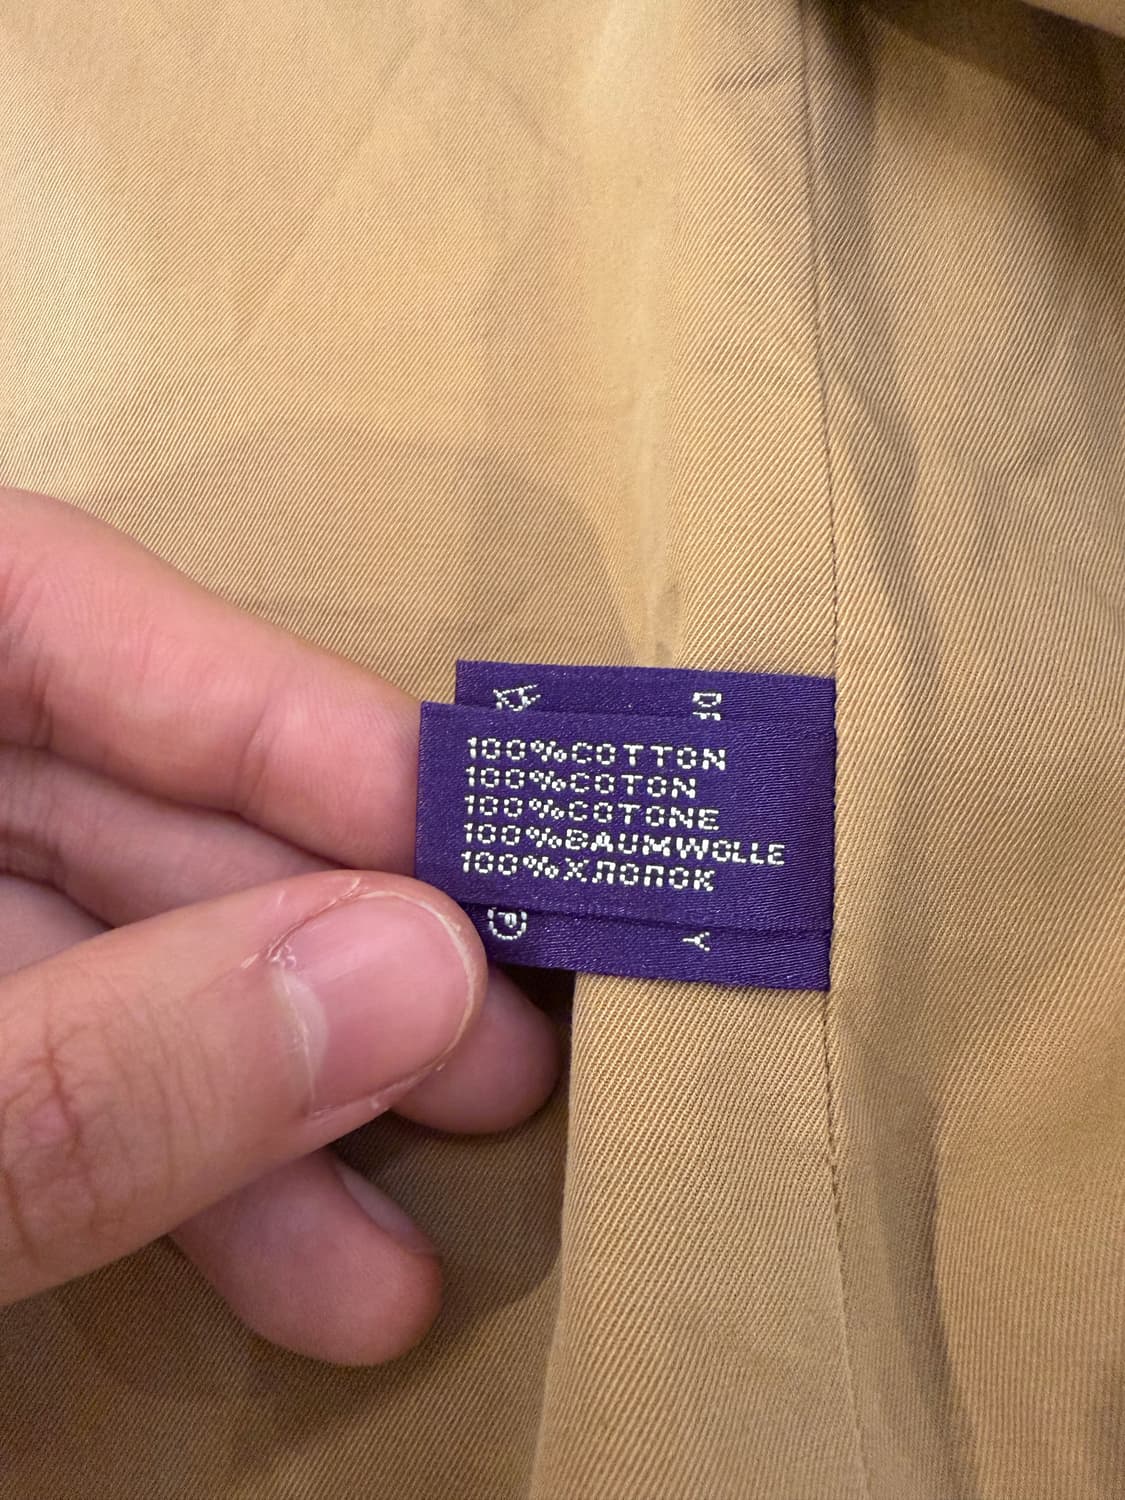 100%COTTON
100%COTON
100%COTONE
100%BAUMWOLLE
100%ХЛОПОК